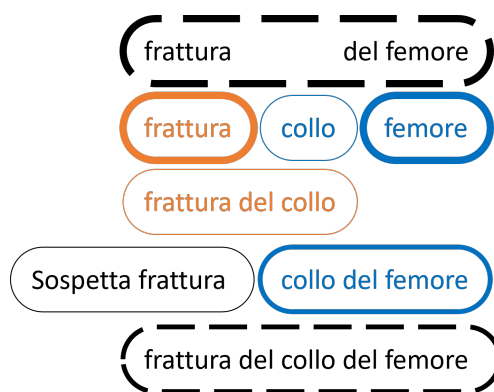 frattura del femore
frattura collo femore
frattura del collo
Sospetta frattura collo del femore
frattura del collo del femore